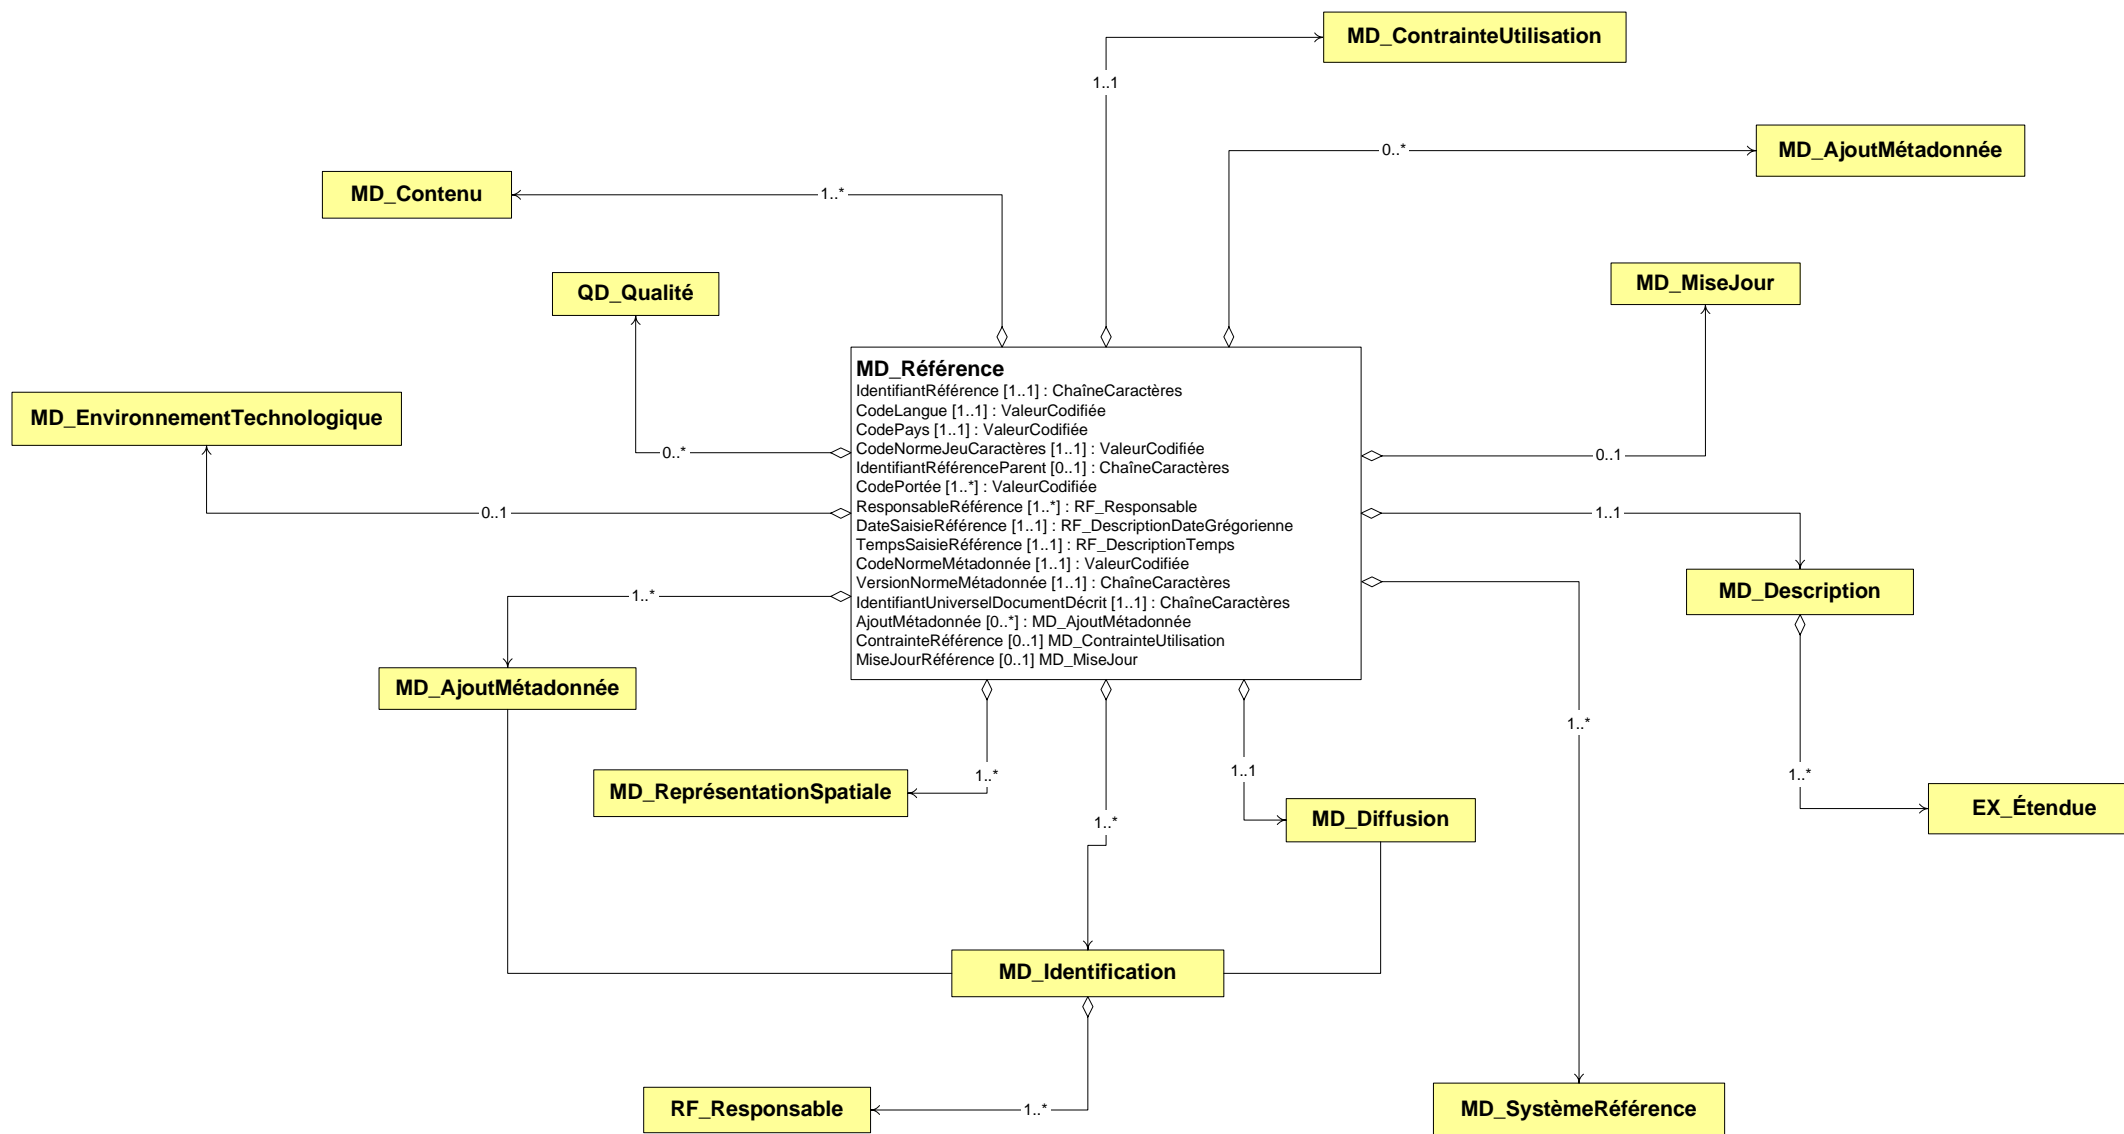 MD_ContrainteUtilisation
1..1
0..*
MD_AjoutMétadonnée
MD_Contenu
1..*
MD_MiseJour
QD_Qualité
MD_Référence
IdentifiantRéférence [1..1] : ChaîneCaractères
CodeLangue [1..1] : ValeurCodifiée
CodePays [1..1] : ValeurCodifiée
CodeNormeJeuCaractères [1..1] : ValeurCodifiée
IdentifiantRéférenceParent [0..1] : ChaîneCaractères
CodePortée [1..*] : ValeurCodifiée
ResponsableRéférence [1..*] : RF_Responsable
DateSaisieRéférence [1..1] : RF_DescriptionDateGrégorienne
TempsSaisieRéférence [1..1] : RF_DescriptionTemps
CodeNormeMétadonnée [1..1] : ValeurCodifiée
VersionNormeMétadonnée [1..1] : ChaîneCaractères
IdentifiantUniverselDocumentDécrit [1..1] : ChaîneCaractères
AjoutMétadonnée [0..*] : MD_AjoutMétadonnée
ContrainteRéférence [0..1] MD_ContrainteUtilisation
MiseJourRéférence [0..1] MD_MiseJour
MD_EnvironnementTechnologique
0..*
0..1
0..1
1..1
MD_Description
1..*
MD_AjoutMétadonnée
1..*
MD_ReprésentationSpatiale
1..*
1..1
1..*
EX_Étendue
MD_Diffusion
1..*
MD_Identification
RF_Responsable
1..*
MD_SystèmeRéférence